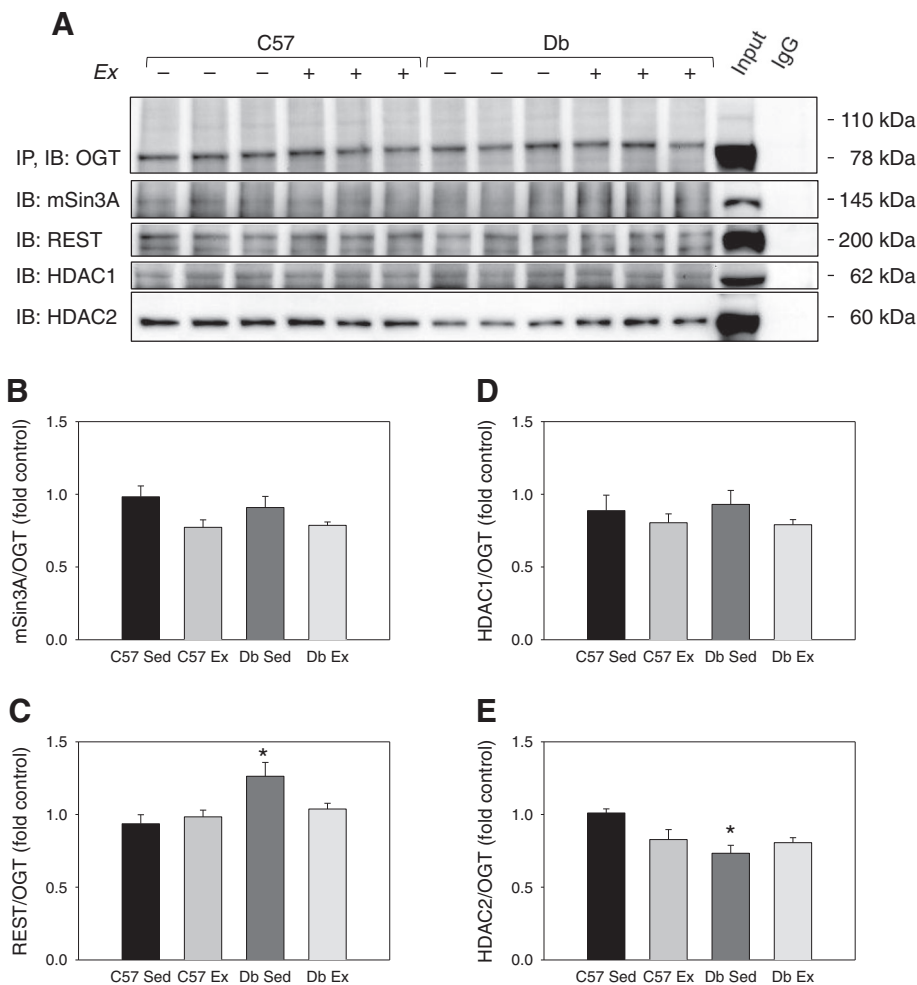 A
C57 Db Input IgG
Ex – – – + + + – – – + + +
- 110 kDa
IP, IB: OGT - 78 kDa
IB: mSin3A - 145 kDa
IB: REST - 200 kDa
IB: HDAC1 - 62 kDa
IB: HDAC2 - 60 kDa
B
mSin3A/OGT (fold control)
1.5
1.0
0.5
0.0
C57 Sed C57 Ex Db Sed Db Ex
D
HDAC1/OGT (fold control)
1.5
1.0
0.5
0.0
C57 Sed C57 Ex Db Sed Db Ex
C
REST/OGT (fold control)
1.5
*
1.0
0.5
0.0
C57 Sed C57 Ex Db Sed Db Ex
E
HDAC2/OGT (fold control)
1.5
1.0
*
0.5
0.0
C57 Sed C57 Ex Db Sed Db Ex